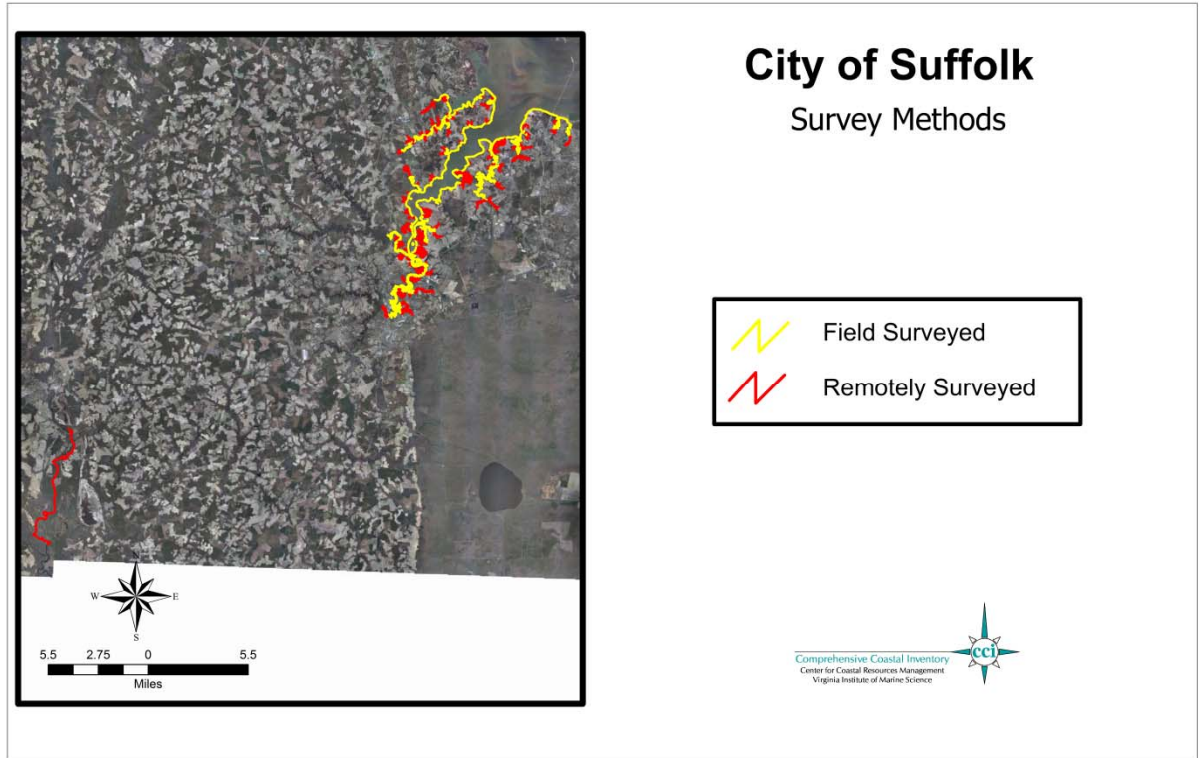 City of Suffolk
Survey Methods
Field Surveyed
Remotely Surveyed
N
W E
S
5.5 2.75 0 5.5
Miles
Comprehensive Coastal Inventory
Center for Coastal Resources Management
Virginia Institute of Marine Science
cci